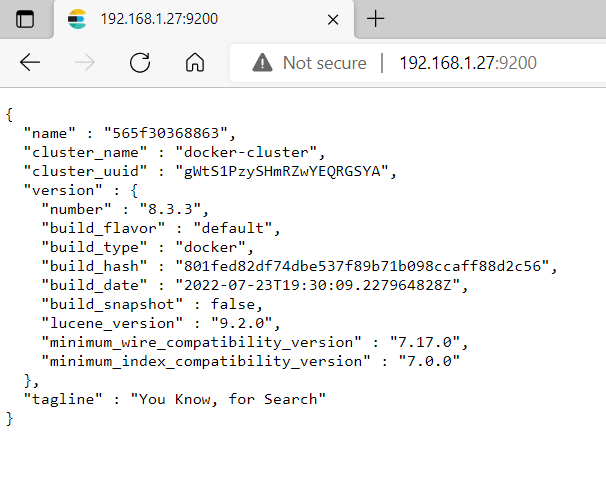 192.168.1.27:9200
Not secure | 192.168.1.27:9200
{
  "name" : "565f30368863",
  "cluster_name" : "docker-cluster",
  "cluster_uuid" : "gWtS1PzySHmRZwYEQRGSYA",
  "version" : {
    "number" : "8.3.3",
    "build_flavor" : "default",
    "build_type" : "docker",
    "build_hash" : "801fed82df74dbe537f89b71b098ccaff88d2c56",
    "build_date" : "2022-07-23T19:30:09.227964828Z",
    "build_snapshot" : false,
    "lucene_version" : "9.2.0",
    "minimum_wire_compatibility_version" : "7.17.0",
    "minimum_index_compatibility_version" : "7.0.0"
  },
  "tagline" : "You Know, for Search"
}